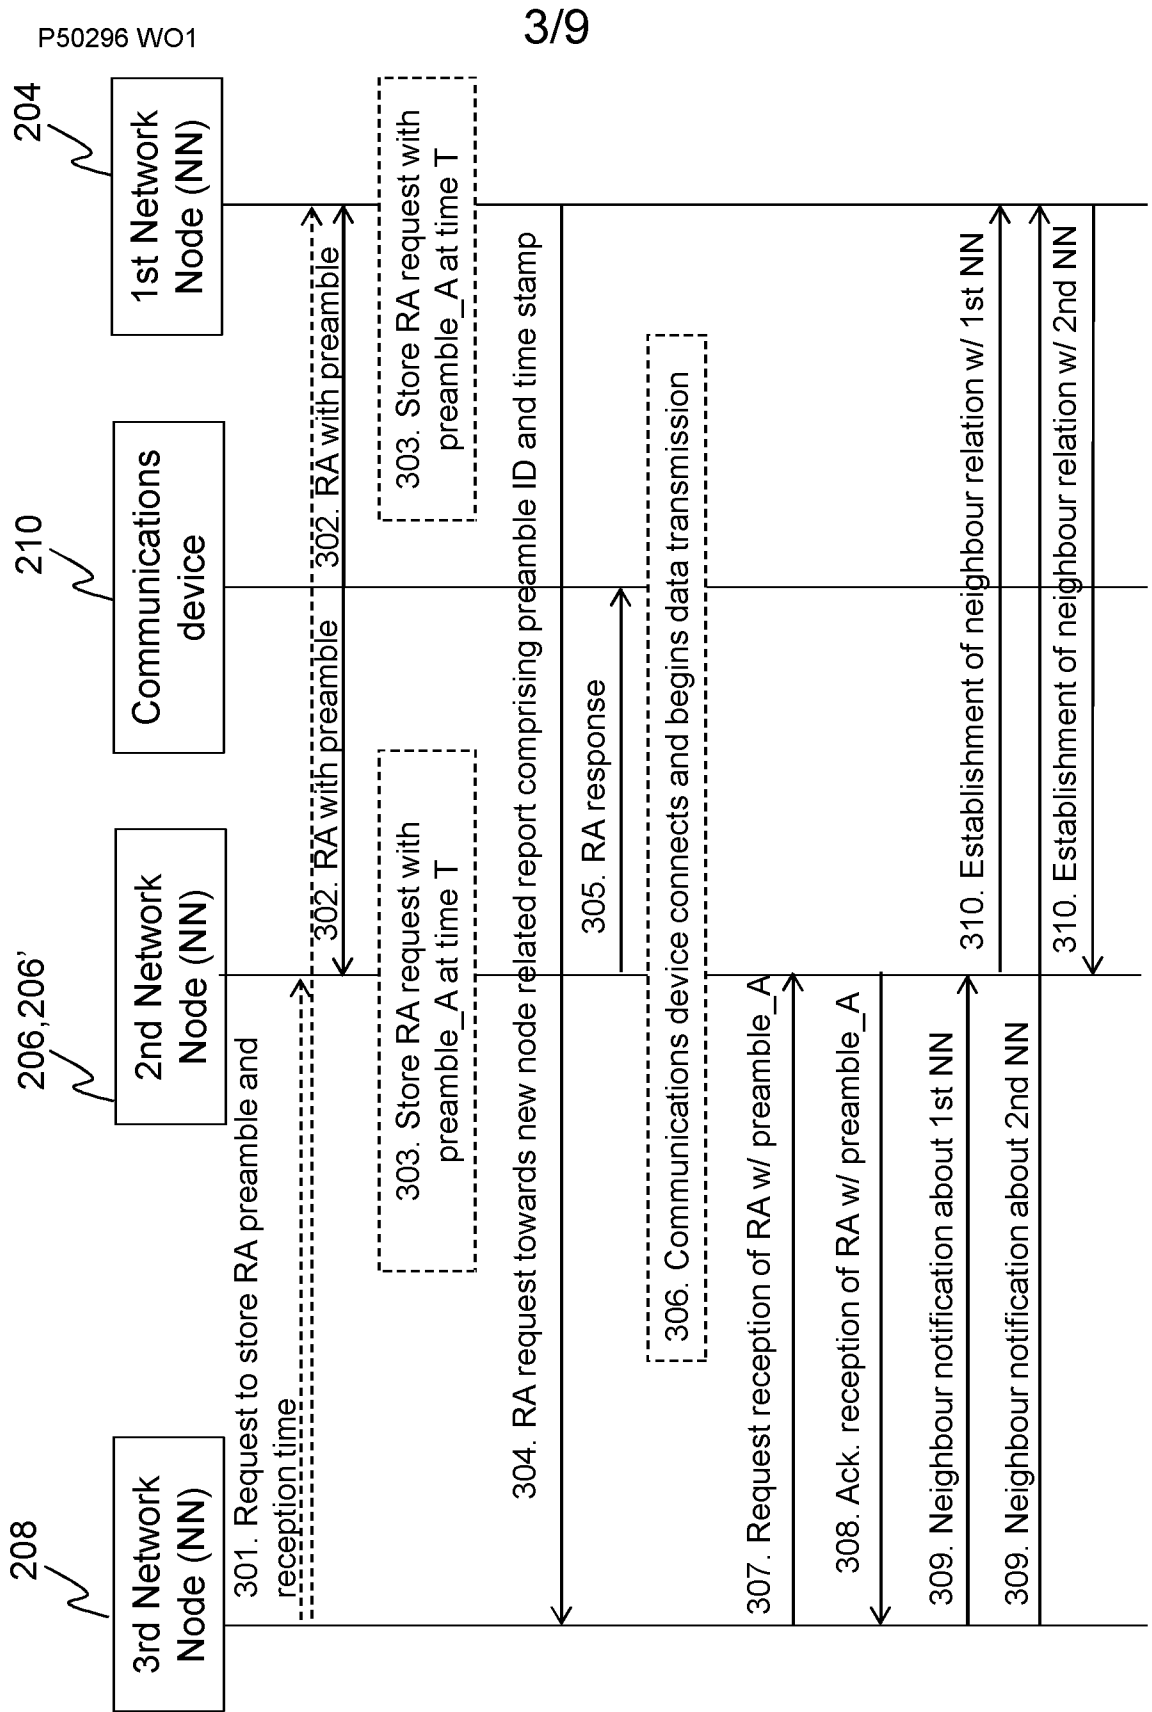 P50296 WO1
3/9
208
3rd Network
Node (NN)
206,206’
2nd Network
Node (NN)
210
Communications
device
204
1st Network
Node (NN)
301. Request to store RA preamble and
reception time
302. RA with preamble
302. RA with preamble
303. Store RA request with
preamble_A at time T
303. Store RA request with
preamble_A at time T
304. RA request towards new node related report comprising preamble ID and time stamp
305. RA response
306. Communications device connects and begins data transmission
307. Request reception of RA w/ preamble_A
308. Ack. reception of RA w/ preamble_A
309. Neighbour notification about 1st NN
310. Establishment of neighbour relation w/ 1st NN
309. Neighbour notification about 2nd NN
310. Establishment of neighbour relation w/ 2nd NN